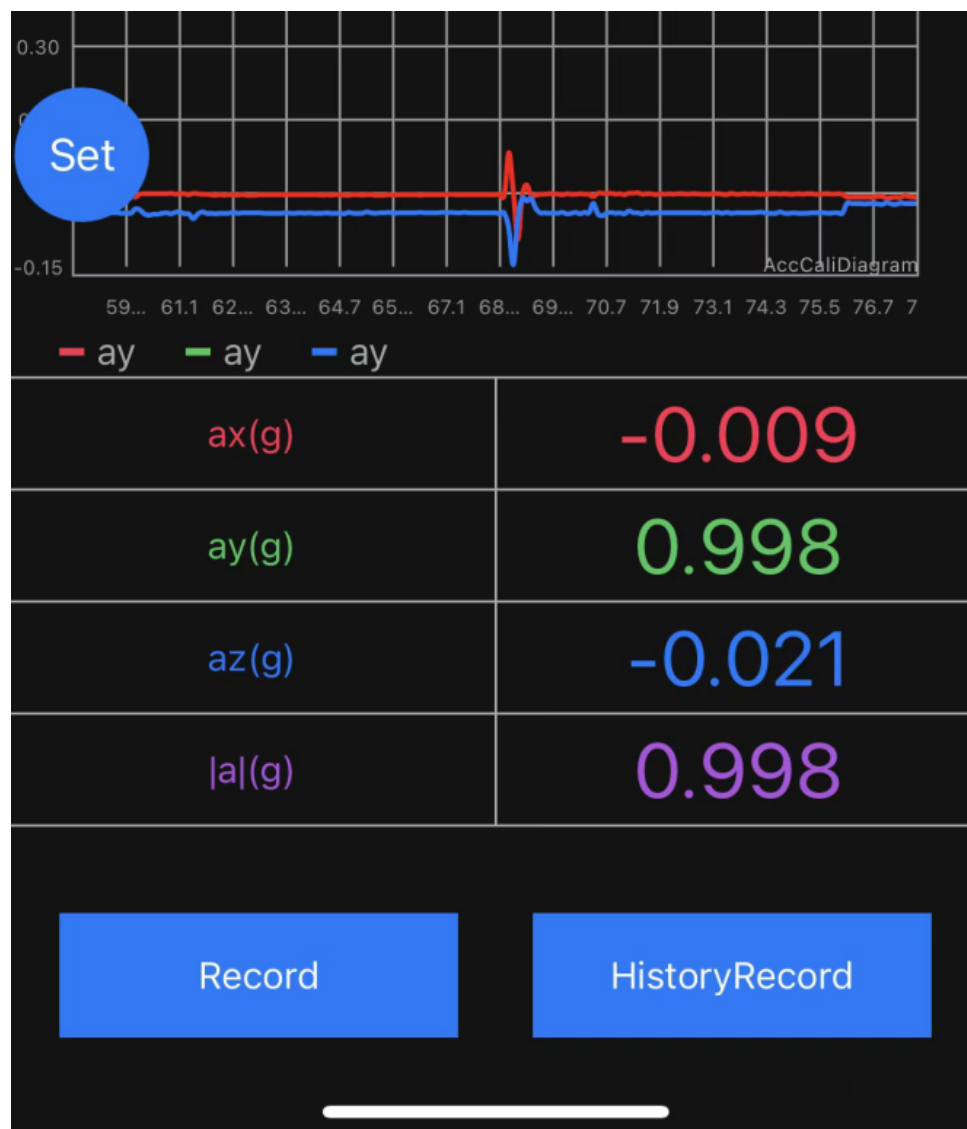 0.30
Set
-0.15
AccCaliDiagram
59... 61.1 62... 63... 64.7 65... 67.1 68... 69... 70.7 71.9 73.1 74.3 75.5 76.7 7
ay ay ay
ax(g) -0.009
ay(g) 0.998
az(g) -0.021
|a|(g) 0.998
Record HistoryRecord